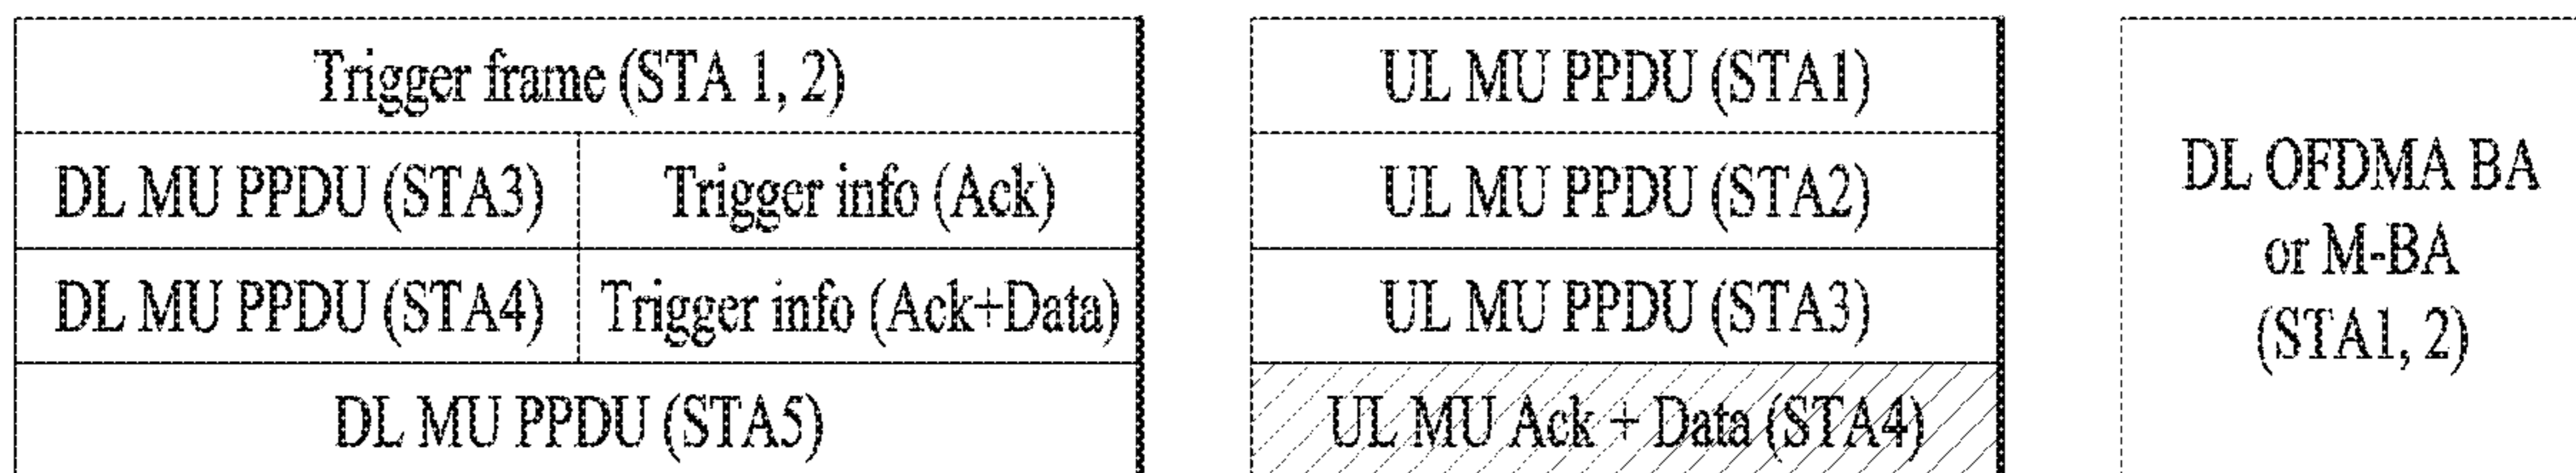 Trigger frame (STA 1, 2)
DL MU PPDU (STA3)
Trigger info (Ack)
DL MU PPDU (STA4)
Trigger info (Ack+Data)
DL MU PPDU (STA5)
UL MU PPDU (STA1)
UL MU PPDU (STA2)
UL MU PPDU (STA3)
UL MU Ack + Data (STA4)
DL OFDMA BA
or M-BA
(STA1, 2)